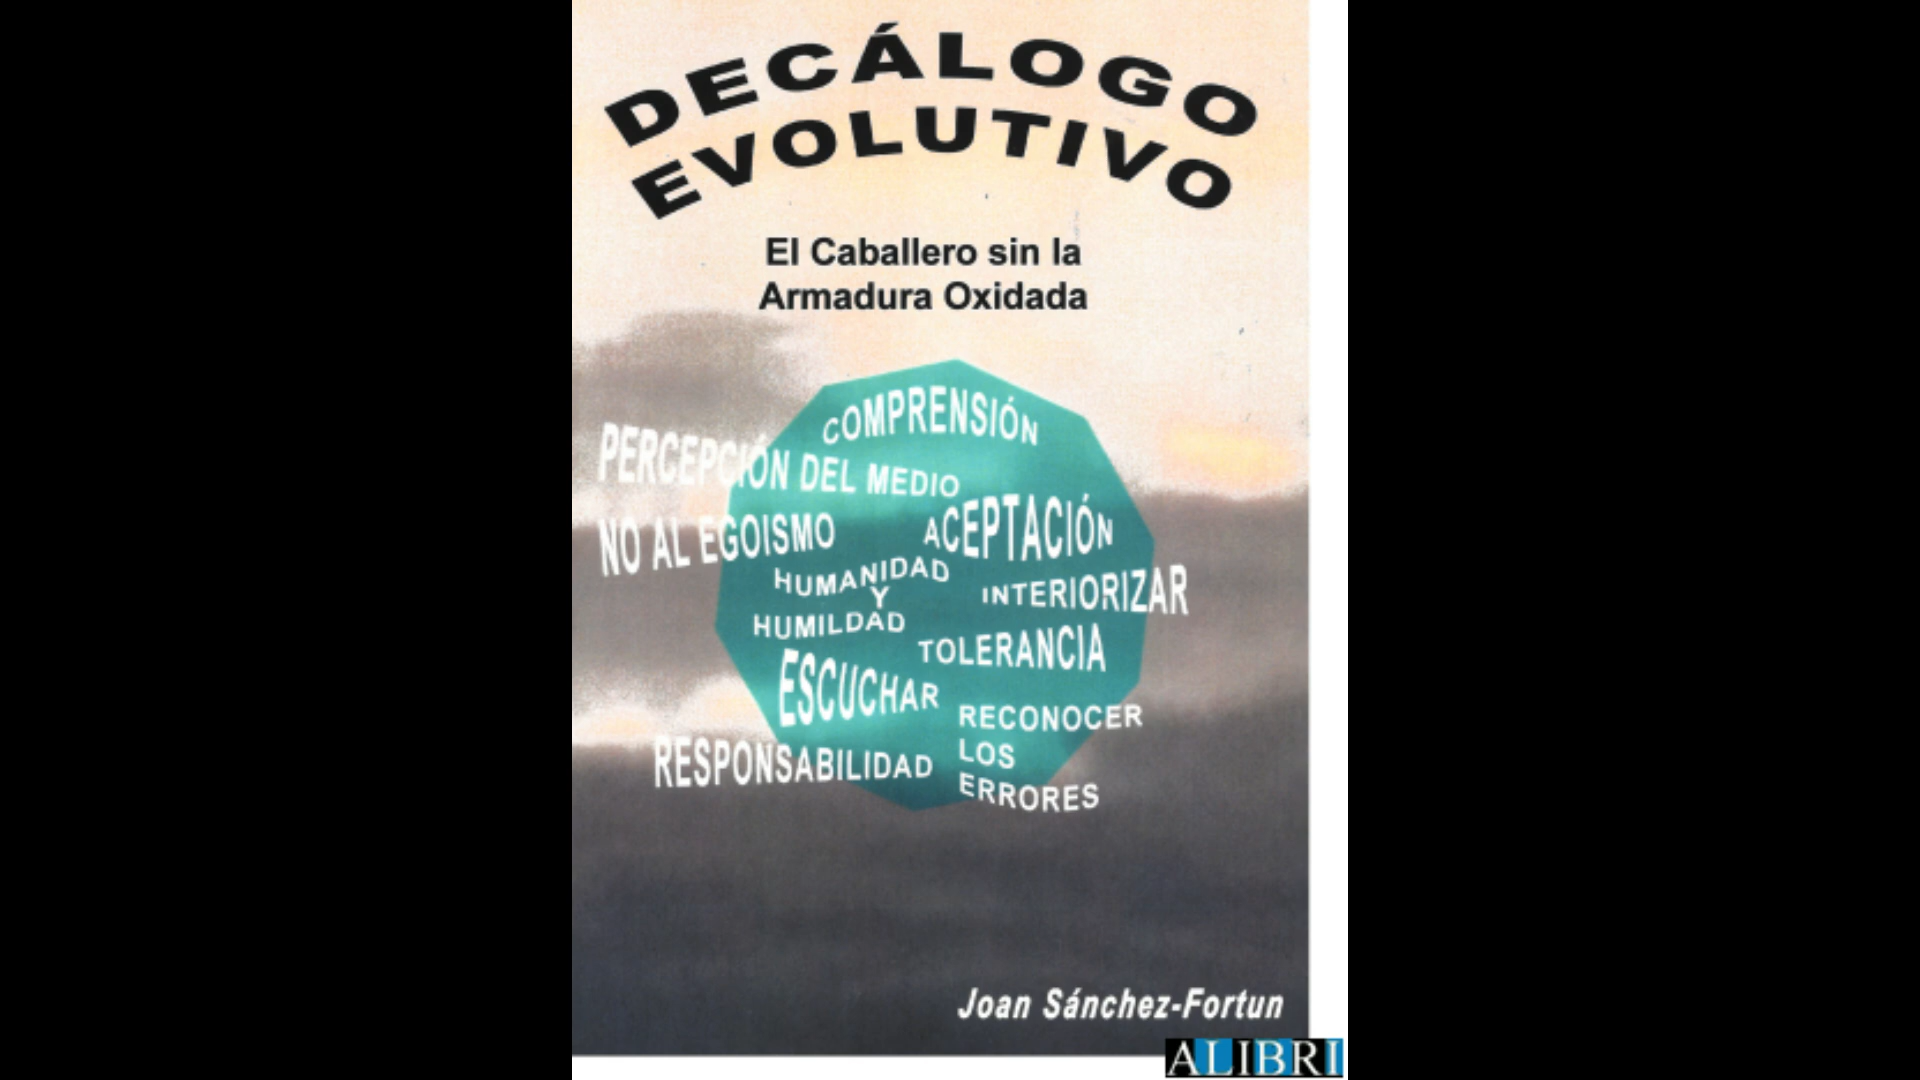 DECÁLOGO
EVOLUTIVO
El Caballero sin la
Armadura Oxidada
COMPRENSIÓN
PERCEPCIÓN DEL MEDIO
NO AL EGOISMO
ACEPTACIÓN
HUMANIDAD
Y
HUMILDAD
INTERIORIZAR
TOLERANCIA
ESCUCHAR
RECONOCER
LOS
ERRORES
RESPONSABILIDAD
Joan Sánchez-Fortun
ALIBRI